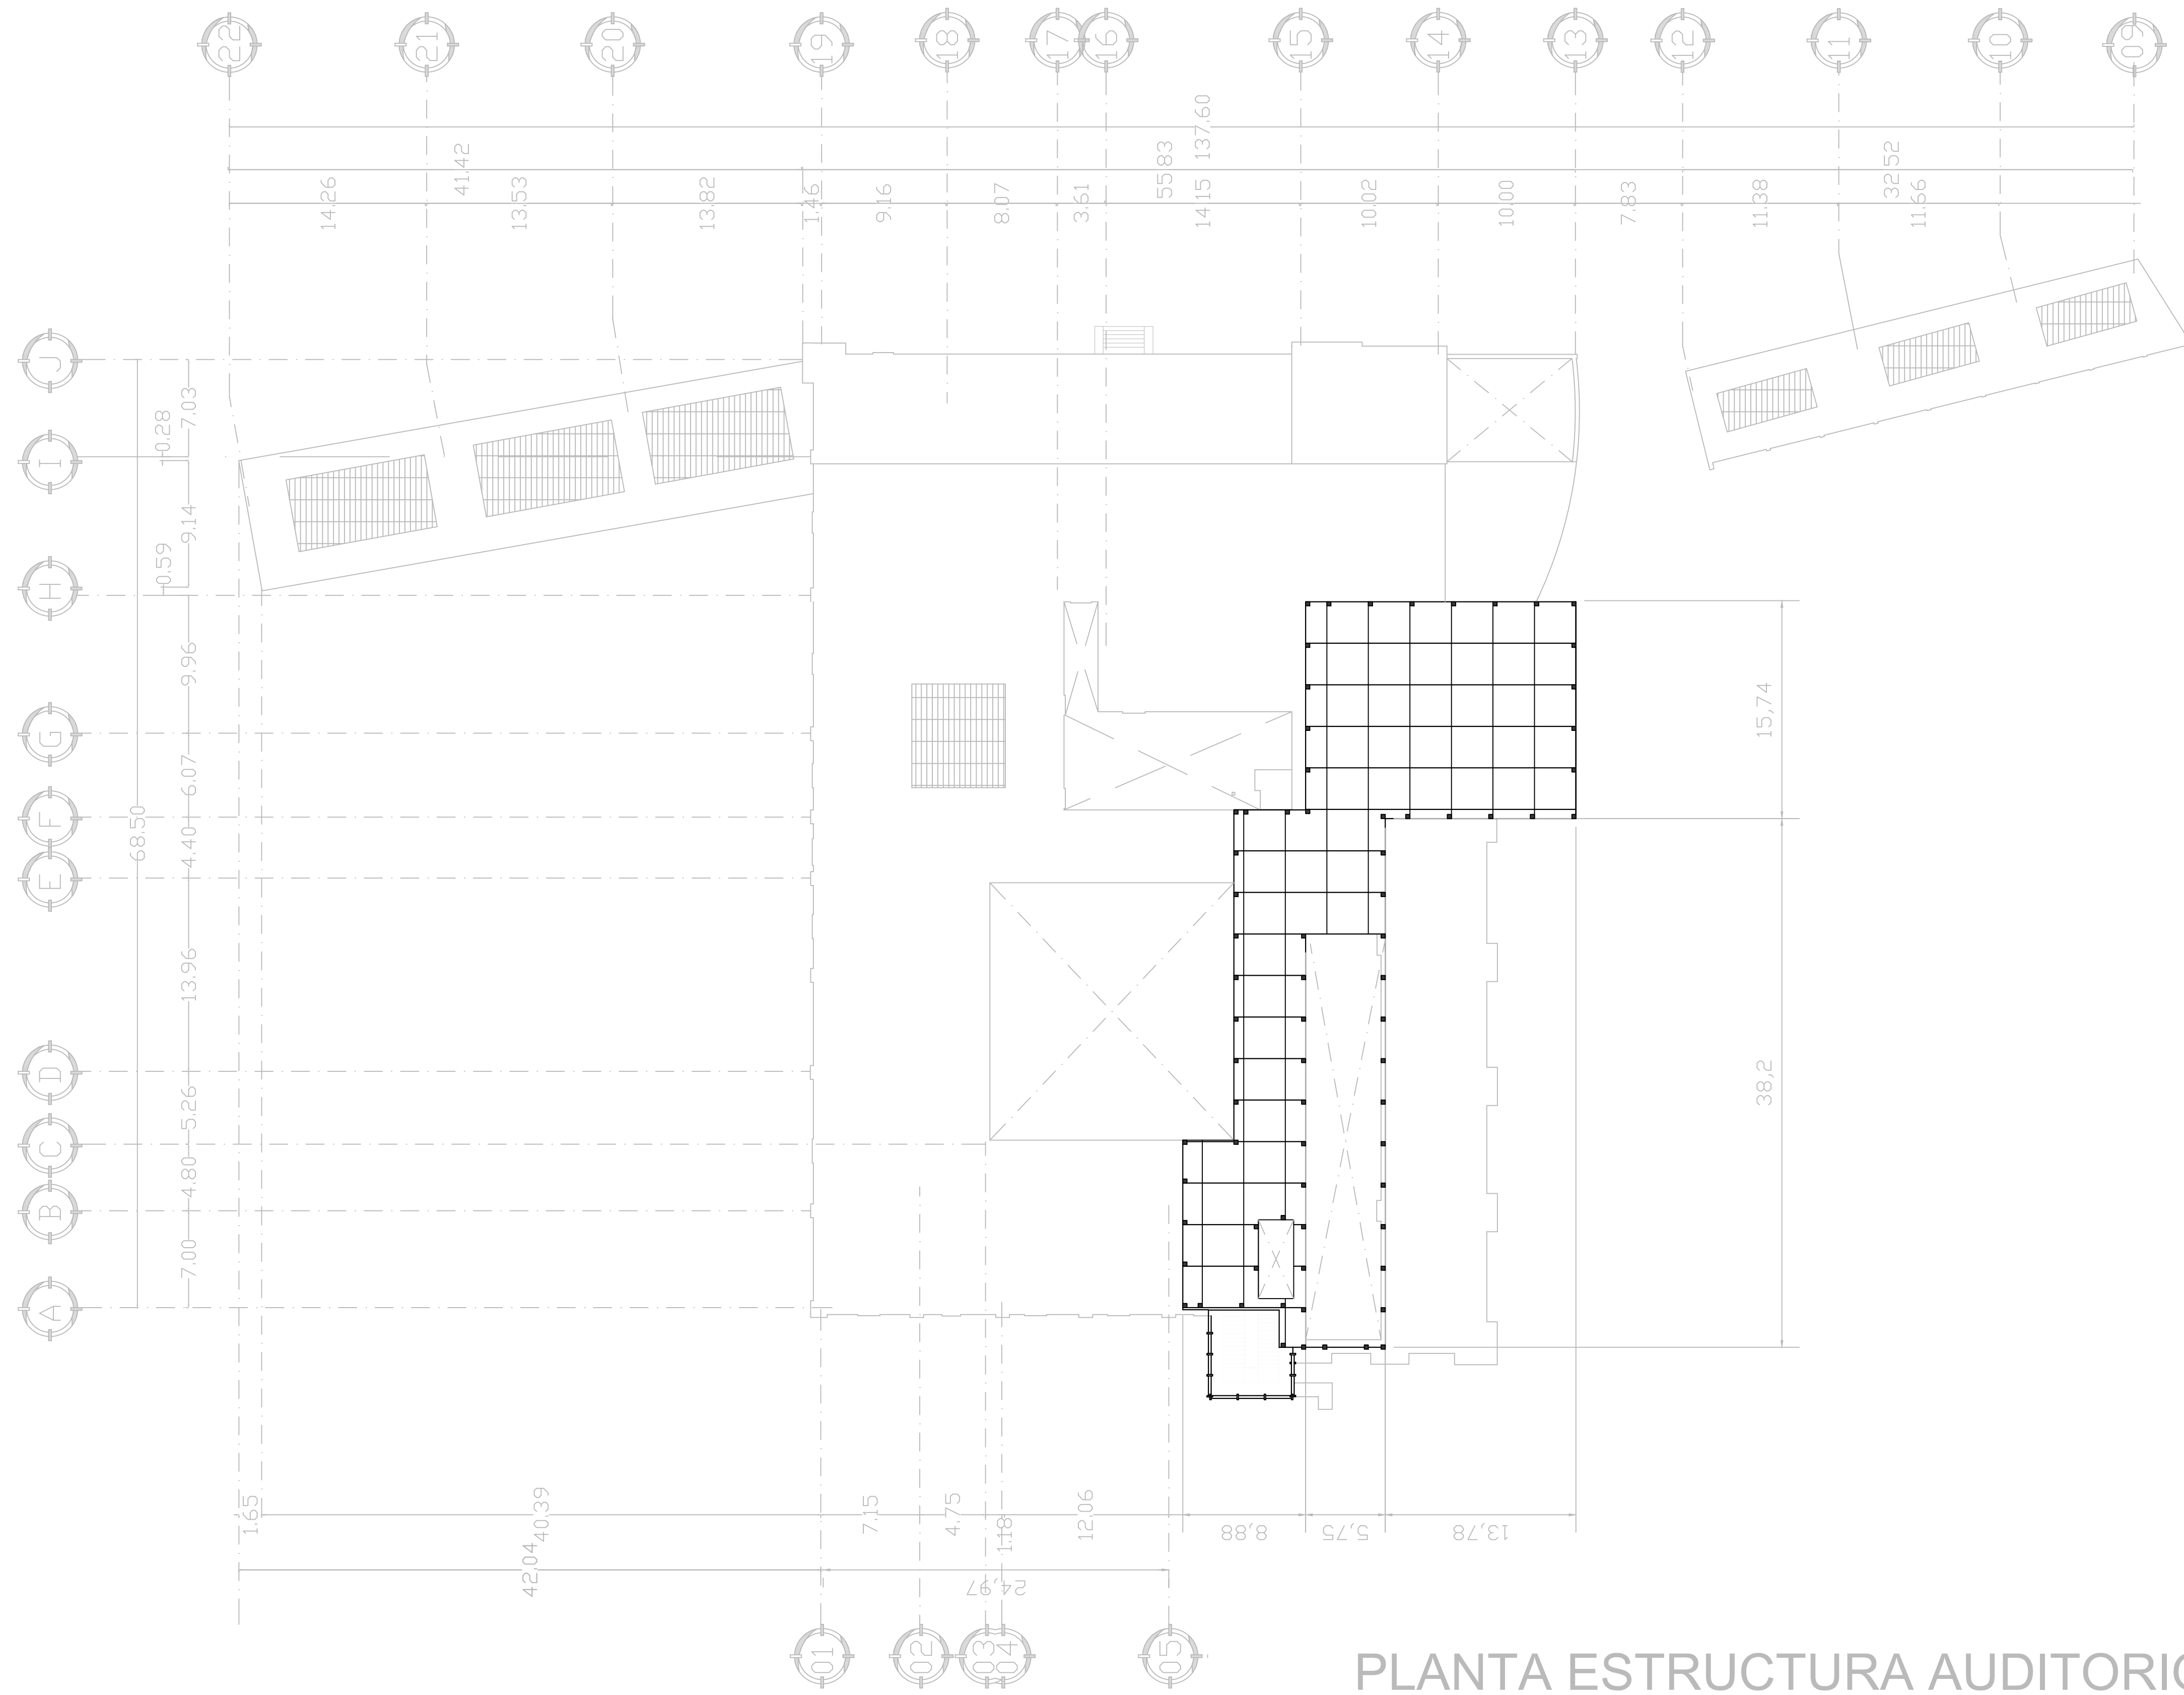 22 21 20 19 18 17 16 15 14 13 12 11 10 09
137,60
41,42 55,83 32,52
14,26 13,53 13,82 1,46 9,16 8,07 3,61 14,15 10,02 10,00 7,83 11,38 11,66
J
7,03
0,28
I
9,14
0,59
H
9,96
G
6,07
68,50
F
4,40
E
13,96
D
5,26
C
4,80
B
7,00
A
15,74
38,2
1,65 40,39 7,15 4,75 1,18 12,06 8,88 5,75 13,78
42,04 24,97
01 02 03 04 05
PLANTA ESTRUCTURA AUDITORIO